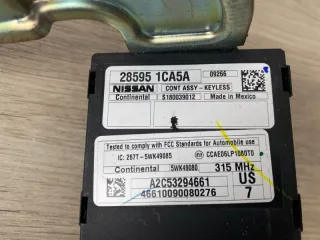 28595 1CA5A 09266
NISSAN CONT ASSY - KEYLESS
Continental S180039012 Made in Mexico
Tested to comply with FCC Standards for Automobile use
IC: 267T-5WK49085 CCAE06LP1080T0
Continental 5WK49080 315 MHz
A2C53294661 US
46610090080276 7